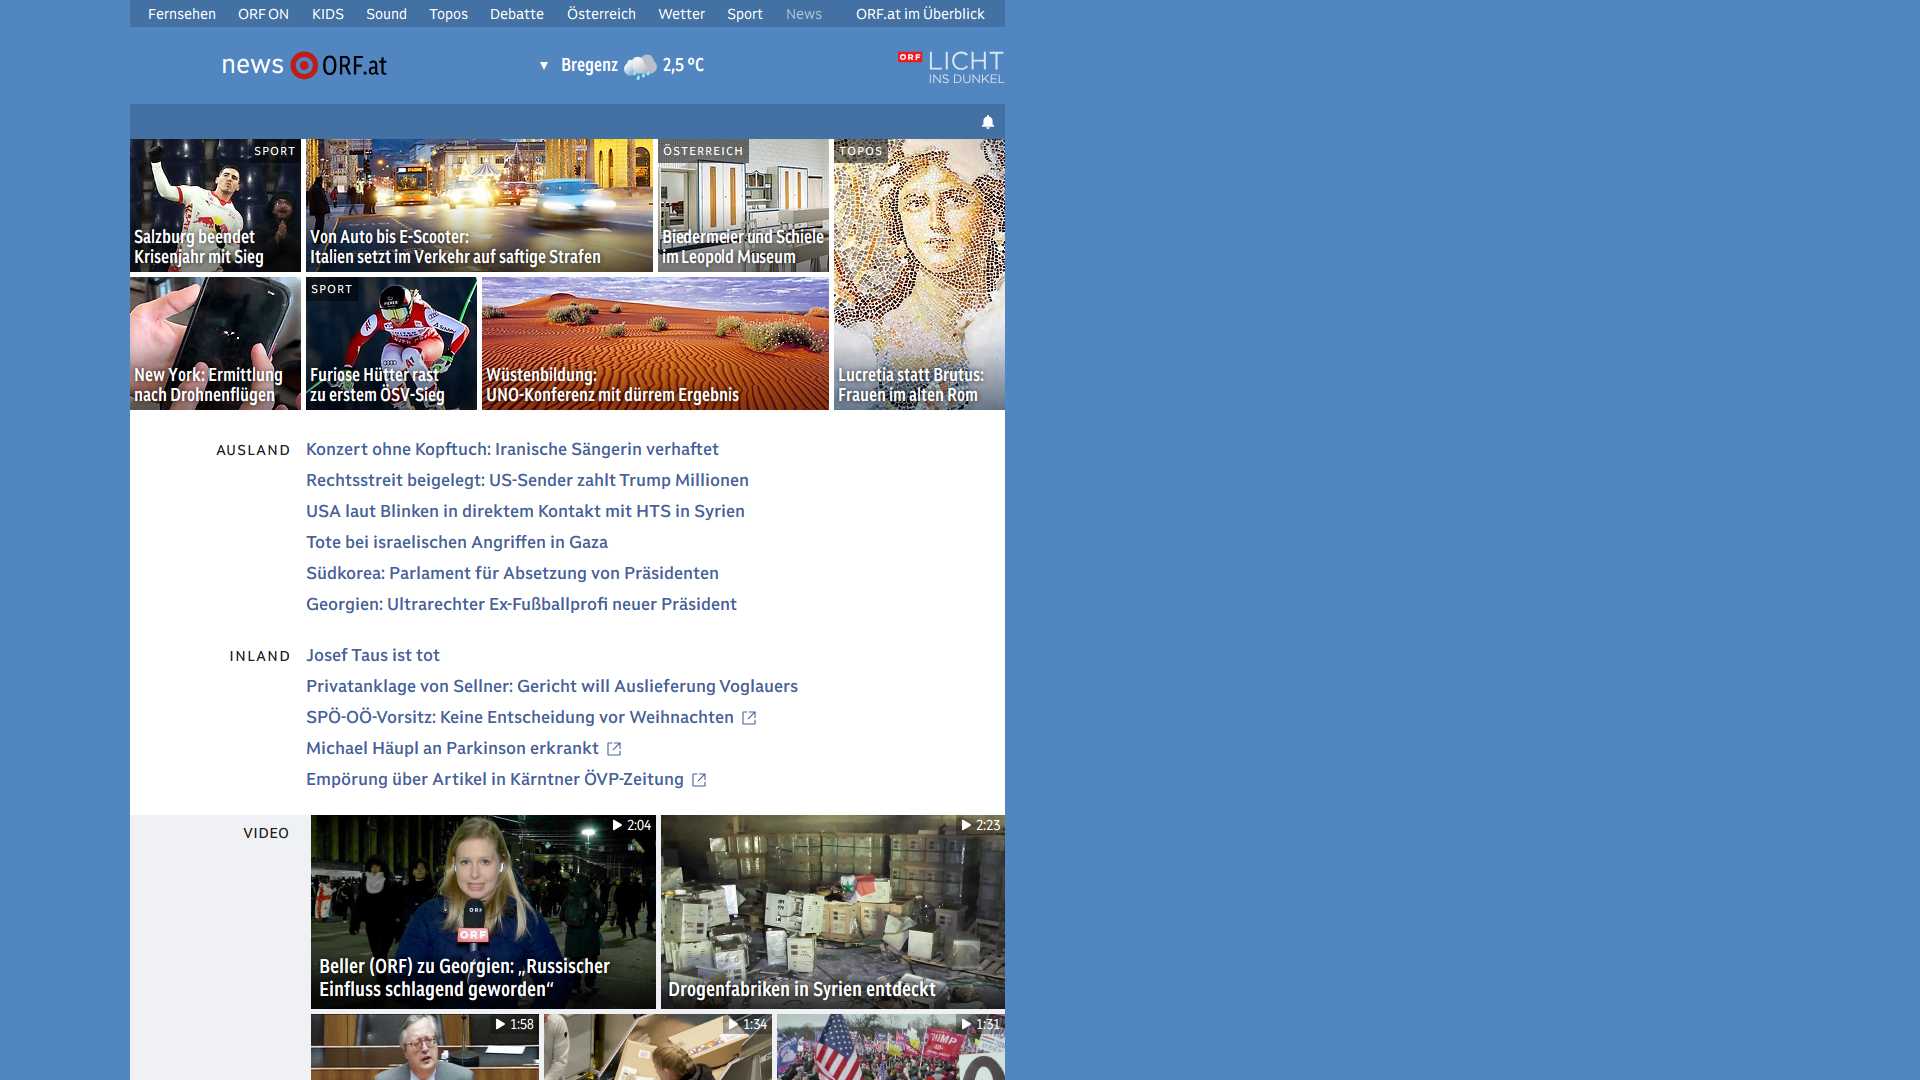 Fernsehen ORF ON KIDS Sound Topos Debatte Österreich Wetter Sport News ORF.at im Überblick
news ORF.at
Bregenz 2,5 °C
ORF LICHT
INS DUNKEL
SPORT
Salzburg beendet
Krisenjahr mit Sieg
Von Auto bis E-Scooter:
Italien setzt im Verkehr auf saftige Strafen
ÖSTERREICH
Biedermeier und Schiele
im Leopold Museum
TOPOS
Lucretia statt Brutus:
Frauen im alten Rom
New York: Ermittlung
nach Drohnenflügen
SPORT
Furiose Hütter rast
zu erstem ÖSV-Sieg
Wüstenbildung:
UNO-Konferenz mit dürrem Ergebnis
AUSLAND
Konzert ohne Kopftuch: Iranische Sängerin verhaftet
Rechtsstreit beigelegt: US-Sender zahlt Trump Millionen
USA laut Blinken in direktem Kontakt mit HTS in Syrien
Tote bei israelischen Angriffen in Gaza
Südkorea: Parlament für Absetzung von Präsidenten
Georgien: Ultrarechter Ex-Fußballprofi neuer Präsident
INLAND
Josef Taus ist tot
Privatanklage von Sellner: Gericht will Auslieferung Voglauers
SPÖ-OÖ-Vorsitz: Keine Entscheidung vor Weihnachten
Michael Häupl an Parkinson erkrankt
Empörung über Artikel in Kärntner ÖVP-Zeitung
VIDEO
2:04
ORF
ORF
Beller (ORF) zu Georgien: „Russischer
Einfluss schlagend geworden“
2:23
Drogenfabriken in Syrien entdeckt
1:58
1:34
1:31
TRUMP